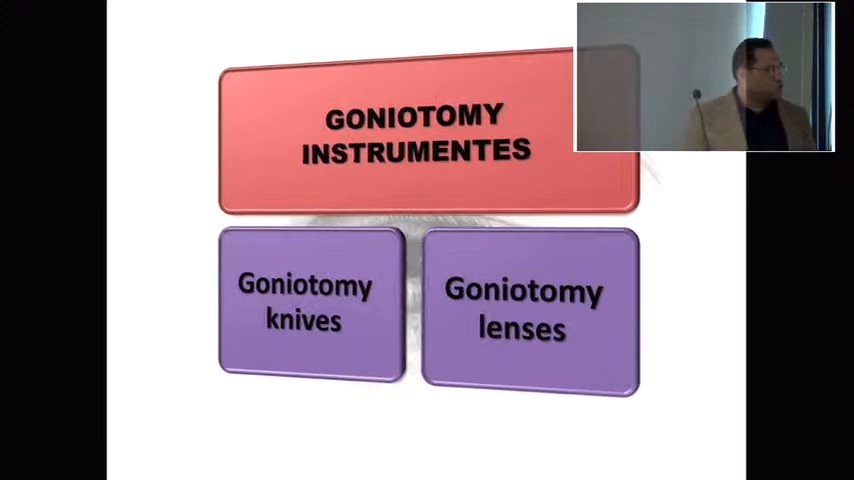 GONIOTOMY
INSTRUMENTES
Goniotomy
knives
Goniotomy
lenses